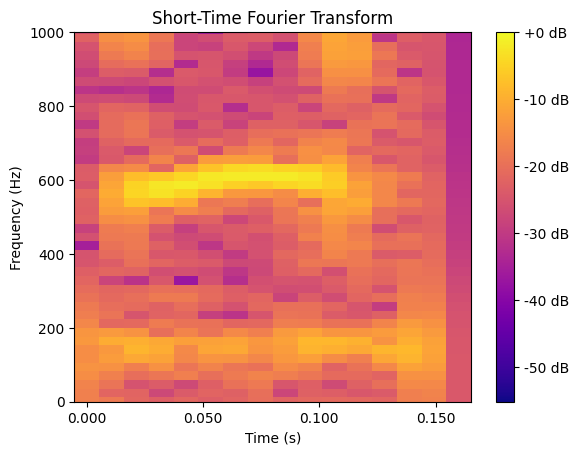 Short-Time Fourier Transform
1000
800
600
400
200
0
Frequency (Hz)
0.000
0.050
0.100
0.150
Time (s)
+0 dB
-10 dB
-20 dB
-30 dB
-40 dB
-50 dB